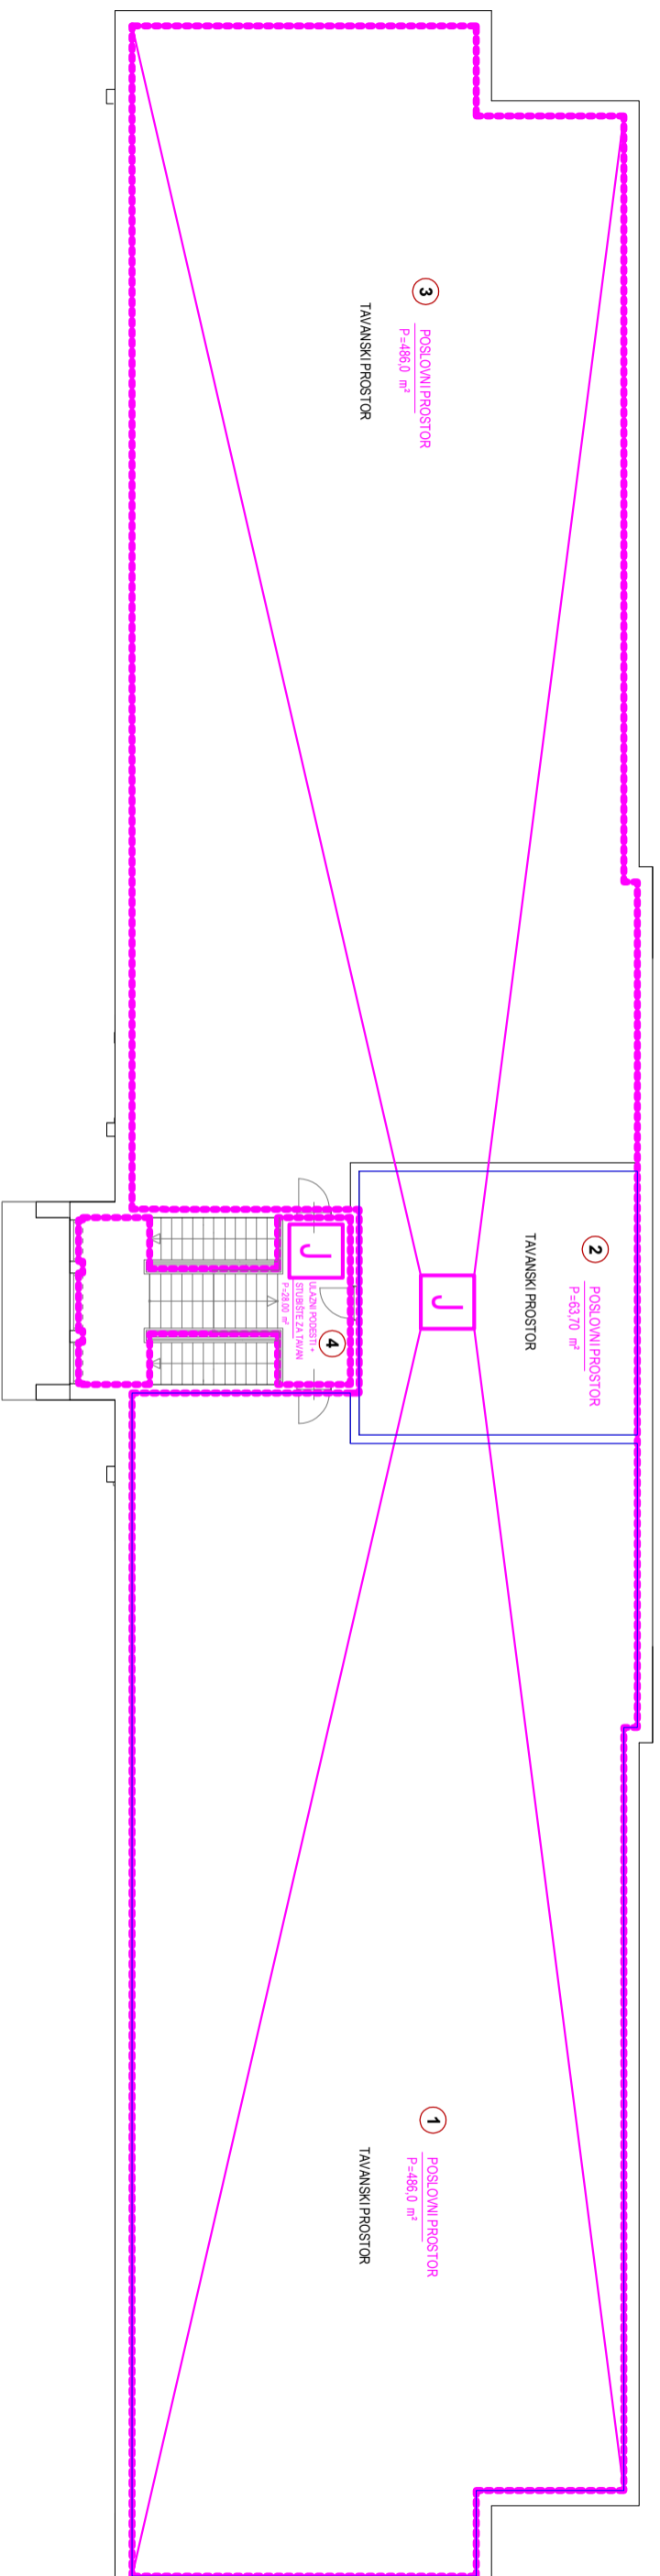 3
POSLOVNI PROSTOR
P=486,0 m²
TAVANSKI PROSTOR
2
POSLOVNI PROSTOR
P=63,70 m²
TAVANSKI PROSTOR
J
J
4
ULAZNI PODESTI +
STUBIŠTE ZA TAVAN
P=28.00 m²
1
POSLOVNI PROSTOR
P=486,0 m²
TAVANSKI PROSTOR